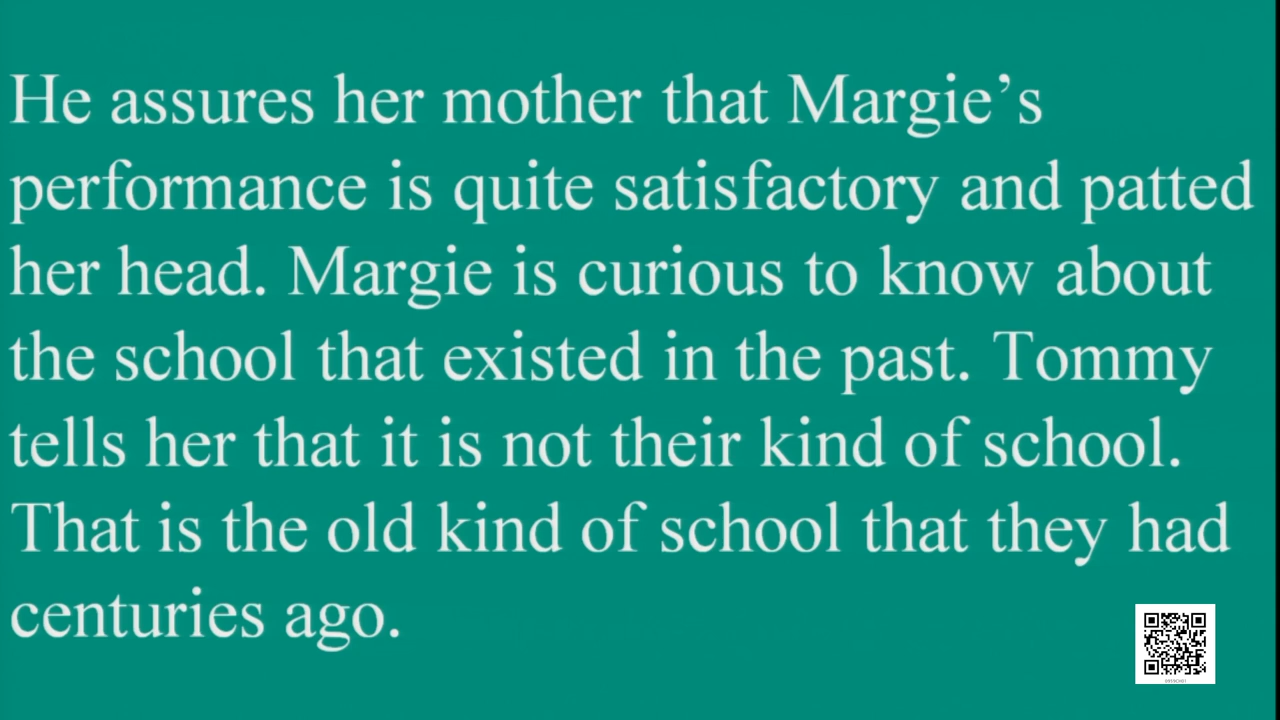 He assures her mother that Margie’s
performance is quite satisfactory and patted
her head. Margie is curious to know about
the school that existed in the past. Tommy
tells her that it is not their kind of school.
That is the old kind of school that they had
centuries ago.